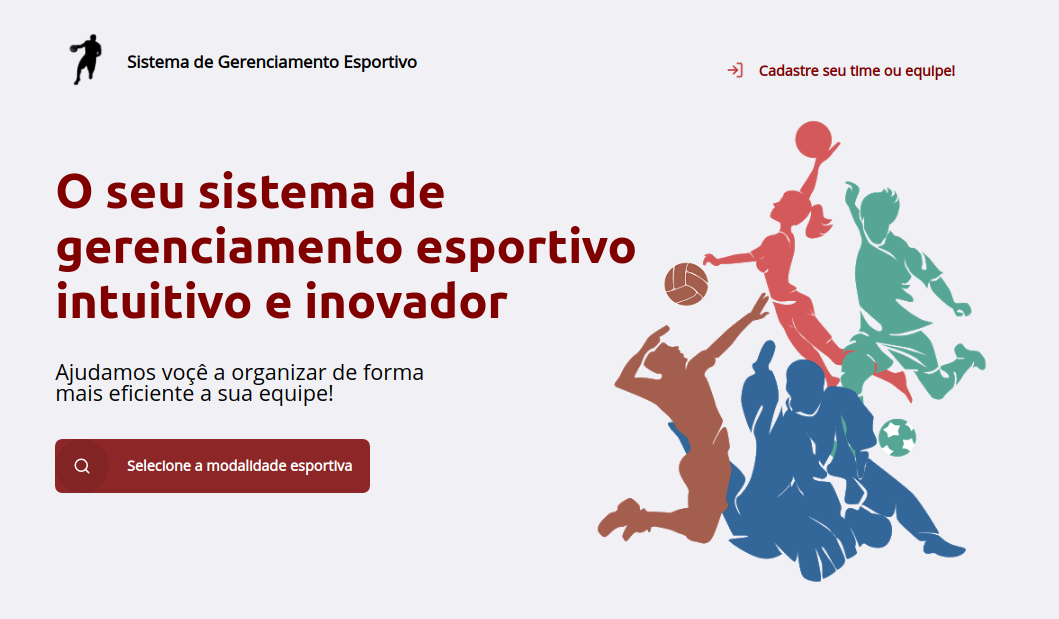 Sistema de Gerenciamento Esportivo
Cadastre seu time ou equipe!
O seu sistema de
gerenciamento esportivo
intuitivo e inovador
Ajudamos voçê a organizar de forma
mais eficiente a sua equipe!
Selecione a modalidade esportiva